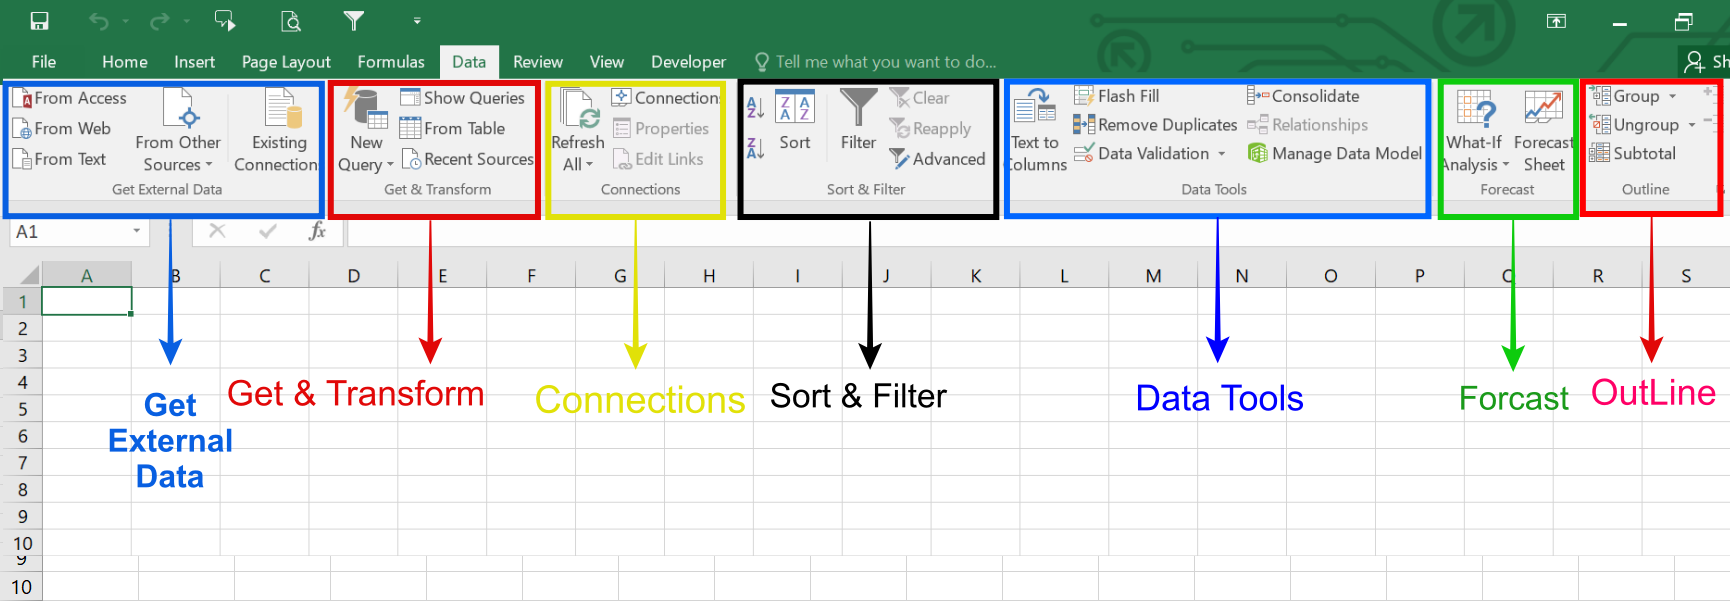 File Home Insert Page Layout Formulas Data Review View Developer Tell me what you want to do... Sh
From Access
From Web
From Text
From Other
Sources
Existing
Connection
Get External Data
New
Query
Show Queries
From Table
Recent Sources
Get & Transform
Refresh
All
Connection
Properties
Edit Links
Connections
Sort
Filter
Clear
Reapply
Advanced
Sort & Filter
Text to
Columns
Flash Fill
Remove Duplicates
Data Validation
Consolidate
Relationships
Manage Data Model
Data Tools
What-If
Analysis
Forecast
Sheet
Forecast
Group
Ungroup
Subtotal
Outline
A1 fx
A B C D E F G H I J K L M N O P Q R S
1
2
3
4
5
6
7
8
9
10
9
10
Get
External
Data
Get & Transform
Connections
Sort & Filter
Data Tools
Forcast
OutLine